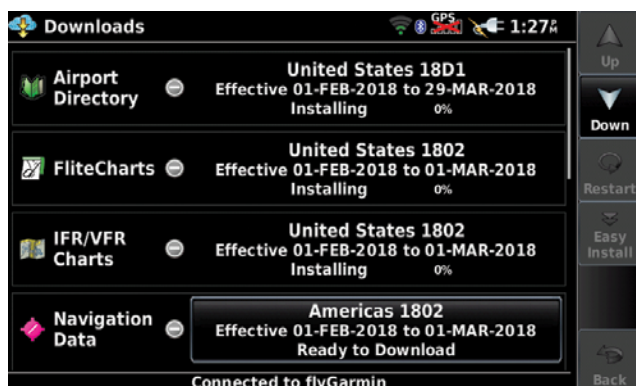 Downloads
GPS
1:27PM
Airport Directory
United States 18D1
Effective 01-FEB-2018 to 29-MAR-2018
Installing 0%
FliteCharts
United States 1802
Effective 01-FEB-2018 to 01-MAR-2018
Installing 0%
IFR/VFR Charts
United States 1802
Effective 01-FEB-2018 to 01-MAR-2018
Installing 0%
Navigation Data
Americas 1802
Effective 01-FEB-2018 to 01-MAR-2018
Ready to Download
Connected to flyGarmin
Up
Down
Restart
Easy Install
Back